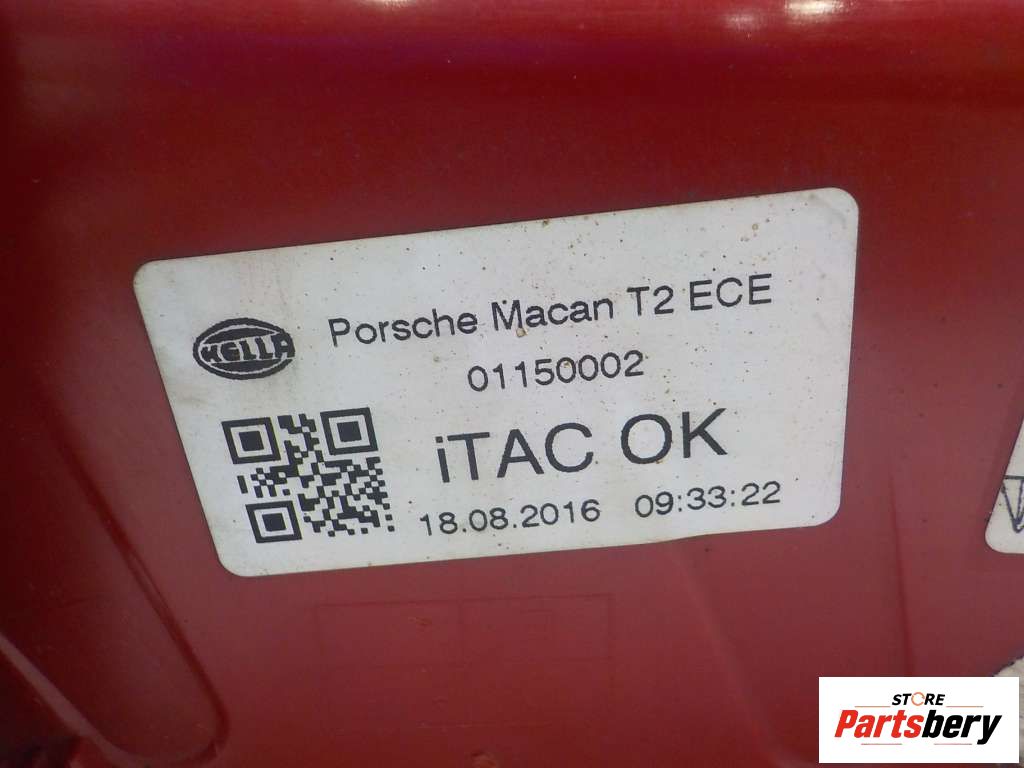 HELLA
Porsche Macan T2 ECE
01150002
iTAC OK
18.08.2016 09:33:22
STORE
Partsbery